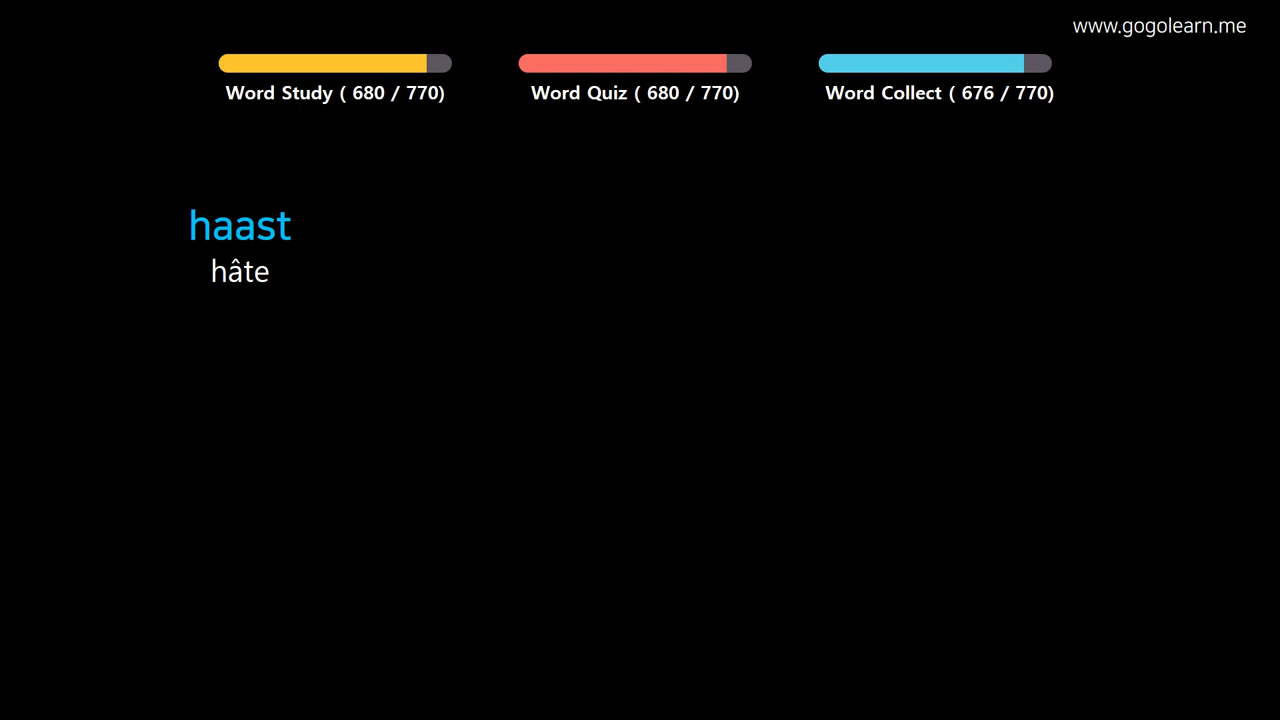 www.gogolearn.me
Word Study ( 680 / 770)
Word Quiz ( 680 / 770)
Word Collect ( 676 / 770)
haast
hâte